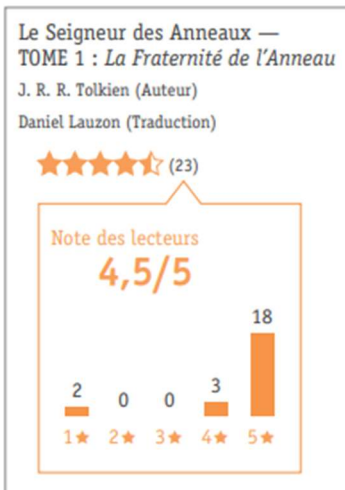 Le Seigneur des Anneaux —
TOME 1 : La Fraternité de l'Anneau
J. R. R. Tolkien (Auteur)
Daniel Lauzon (Traduction)
★★★★⯪ (23)
Note des lecteurs
4,5/5
2 0 0 3 18
1★ 2★ 3★ 4★ 5★